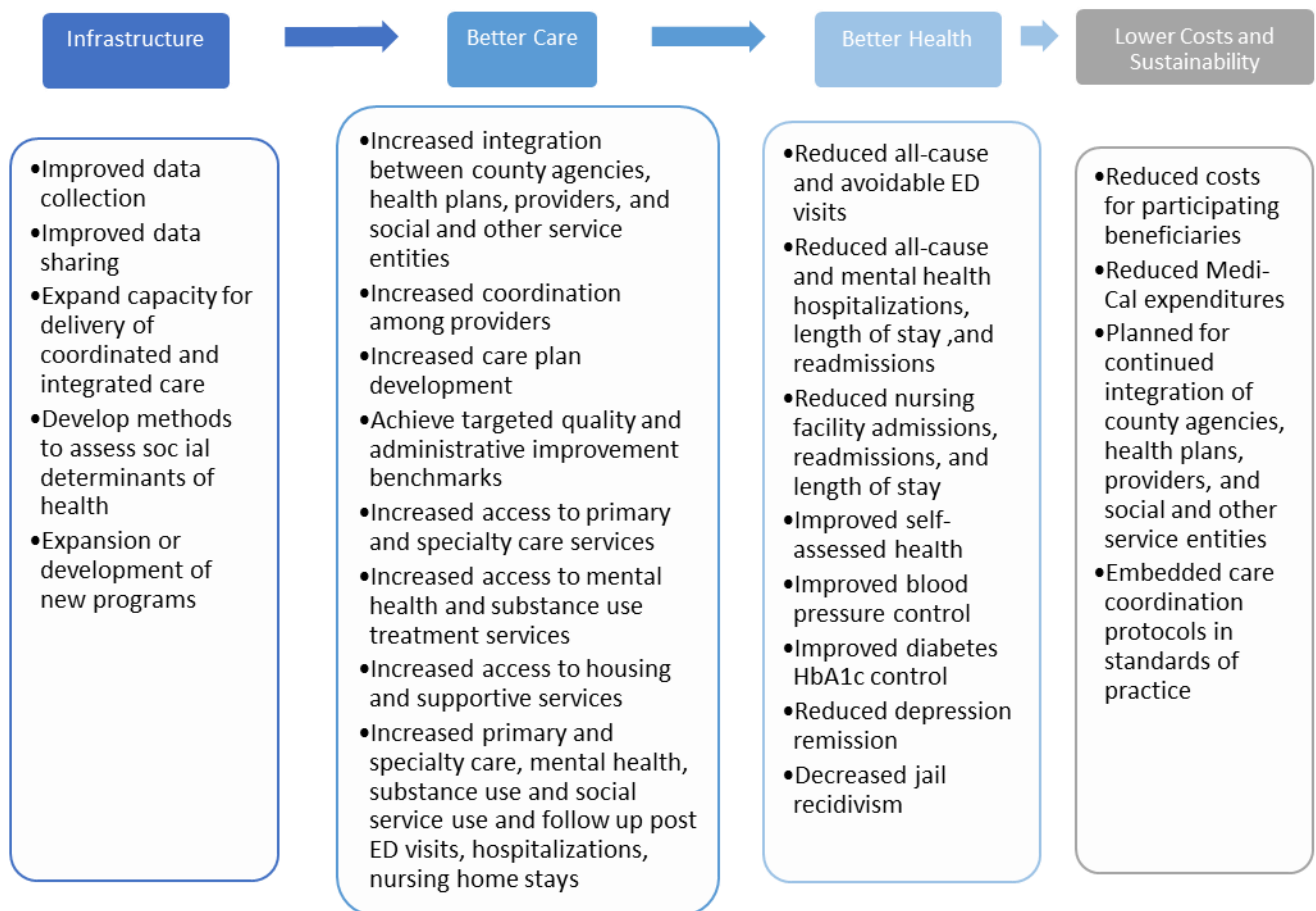 Infrastructure
Better Care
Better Health
Lower Costs and
Sustainability
•Improved data
collection
•Improved data
sharing
•Expand capacity for
delivery of
coordinated and
integrated care
•Develop methods
to assess soc ial
determinants of
health
•Expansion or
development of
new programs
•Increased integration
between county agencies,
health plans, providers, and
social and other service
entities
•Increased coordination
among providers
•Increased care plan
development
•Achieve targeted quality and
administrative improvement
benchmarks
•Increased access to primary
and specialty care services
•Increased access to mental
health and substance use
treatment services
•Increased access to housing
and supportive services
•Increased primary and
specialty care, mental health,
substance use and social
service use and follow up post
ED visits, hospitalizations,
nursing home stays
•Reduced all-cause
and avoidable ED
visits
•Reduced all-cause
and mental health
hospitalizations,
length of stay ,and
readmissions
•Reduced nursing
facility admissions,
readmissions, and
length of stay
•Improved self-
assessed health
•Improved blood
pressure control
•Improved diabetes
HbA1c control
•Reduced depression
remission
•Decreased jail
recidivism
•Reduced costs
for participating
beneficiaries
•Reduced Medi-
Cal expenditures
•Planned for
continued
integration of
county agencies,
health plans,
providers, and
social and other
service entities
•Embedded care
coordination
protocols in
standards of
practice